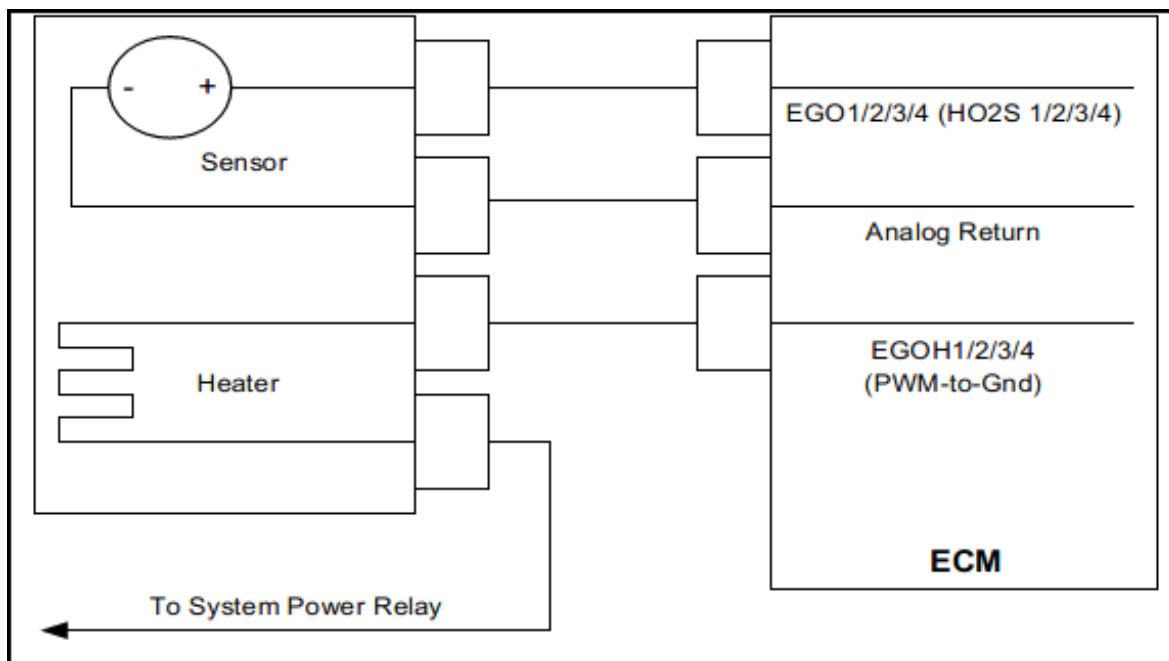 - +
Sensor
EGO1/2/3/4 (HO2S 1/2/3/4)
Analog Return
Heater
EGOH1/2/3/4
(PWM-to-Gnd)
ECM
To System Power Relay